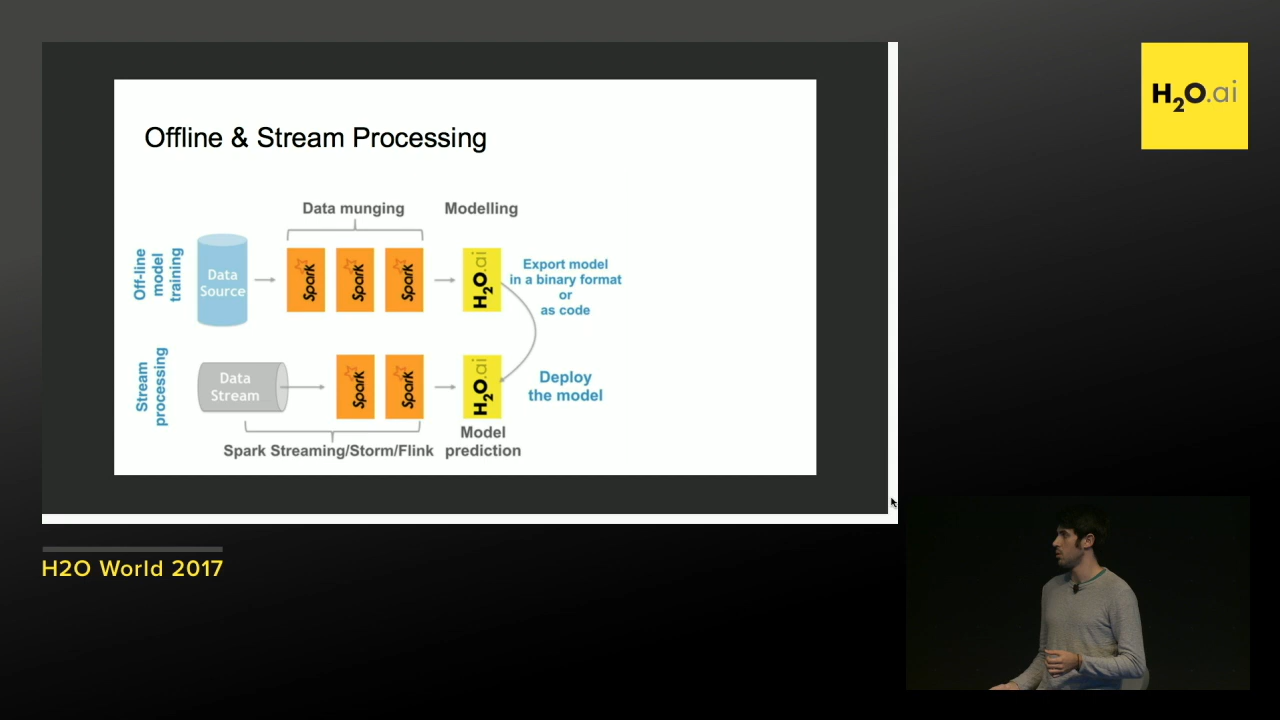 H2O.ai
Offline & Stream Processing
Data munging
Modelling
Off-line
model
training
Data
Source
Spark
Spark
Spark
H2O.ai
Export model
in a binary format
or
as code
Stream
processing
Data
Stream
Spark
Spark
H2O.ai
Deploy
the model
Spark Streaming/Storm/Flink
Model
prediction
H2O World 2017